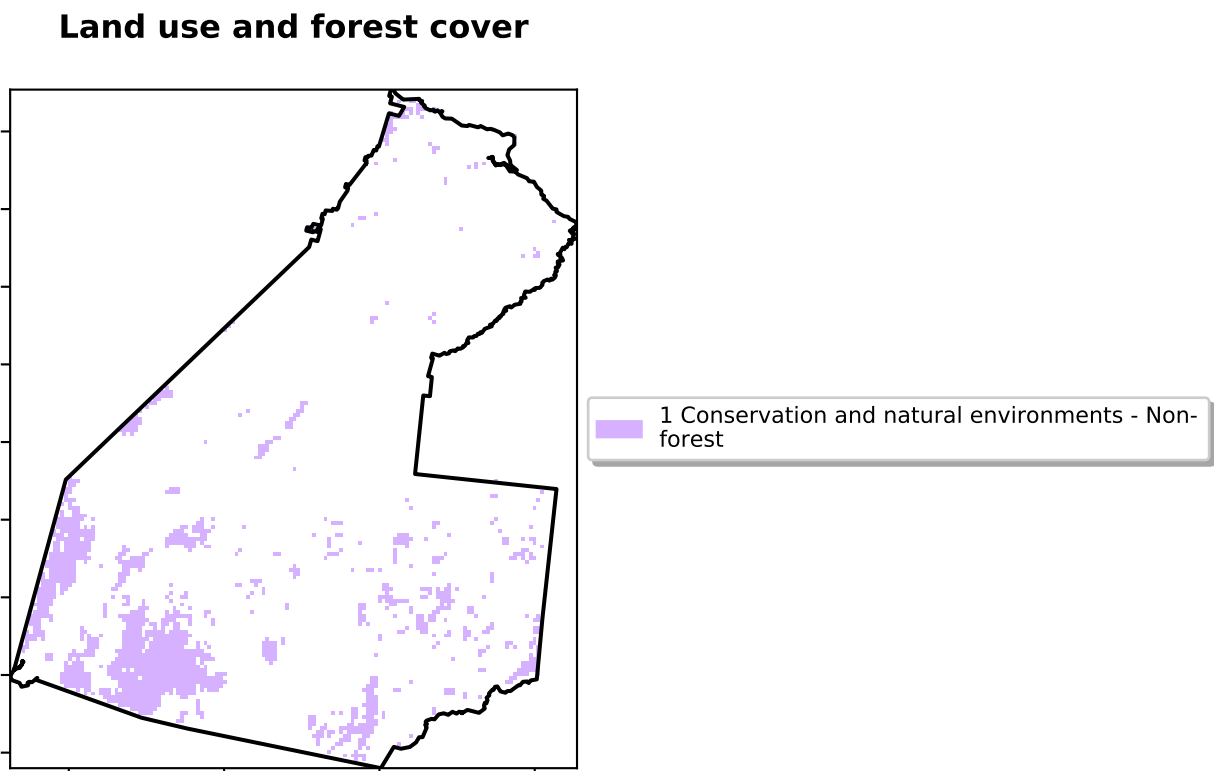 Land use and forest cover
1 Conservation and natural environments - Non-
forest